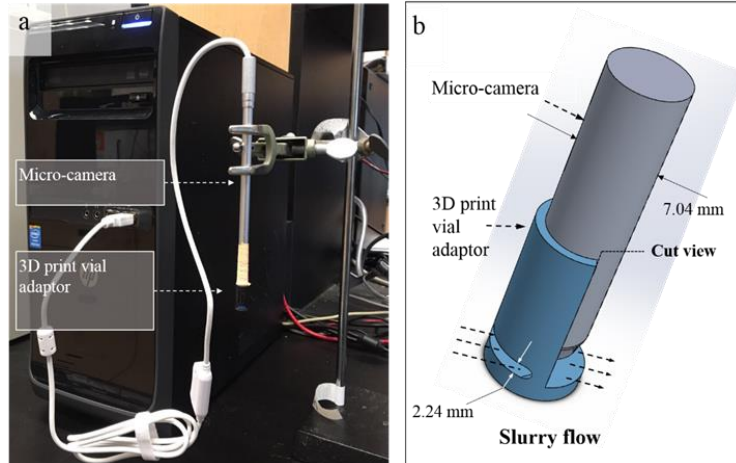 a
Micro-camera
3D print vial
adaptor
b
Micro-camera
7.04 mm
3D print
vial
adaptor
Cut view
2.24 mm
Slurry flow